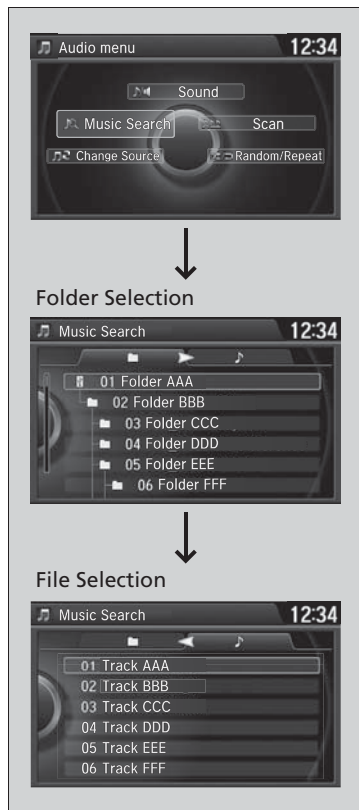 Audio menu 12:34
Sound
Music Search Scan
Change Source Random/Repeat
Folder Selection
Music Search 12:34
01 Folder AAA
02 Folder BBB
03 Folder CCC
04 Folder DDD
05 Folder EEE
06 Folder FFF
File Selection
Music Search 12:34
01 Track AAA
02 Track BBB
03 Track CCC
04 Track DDD
05 Track EEE
06 Track FFF